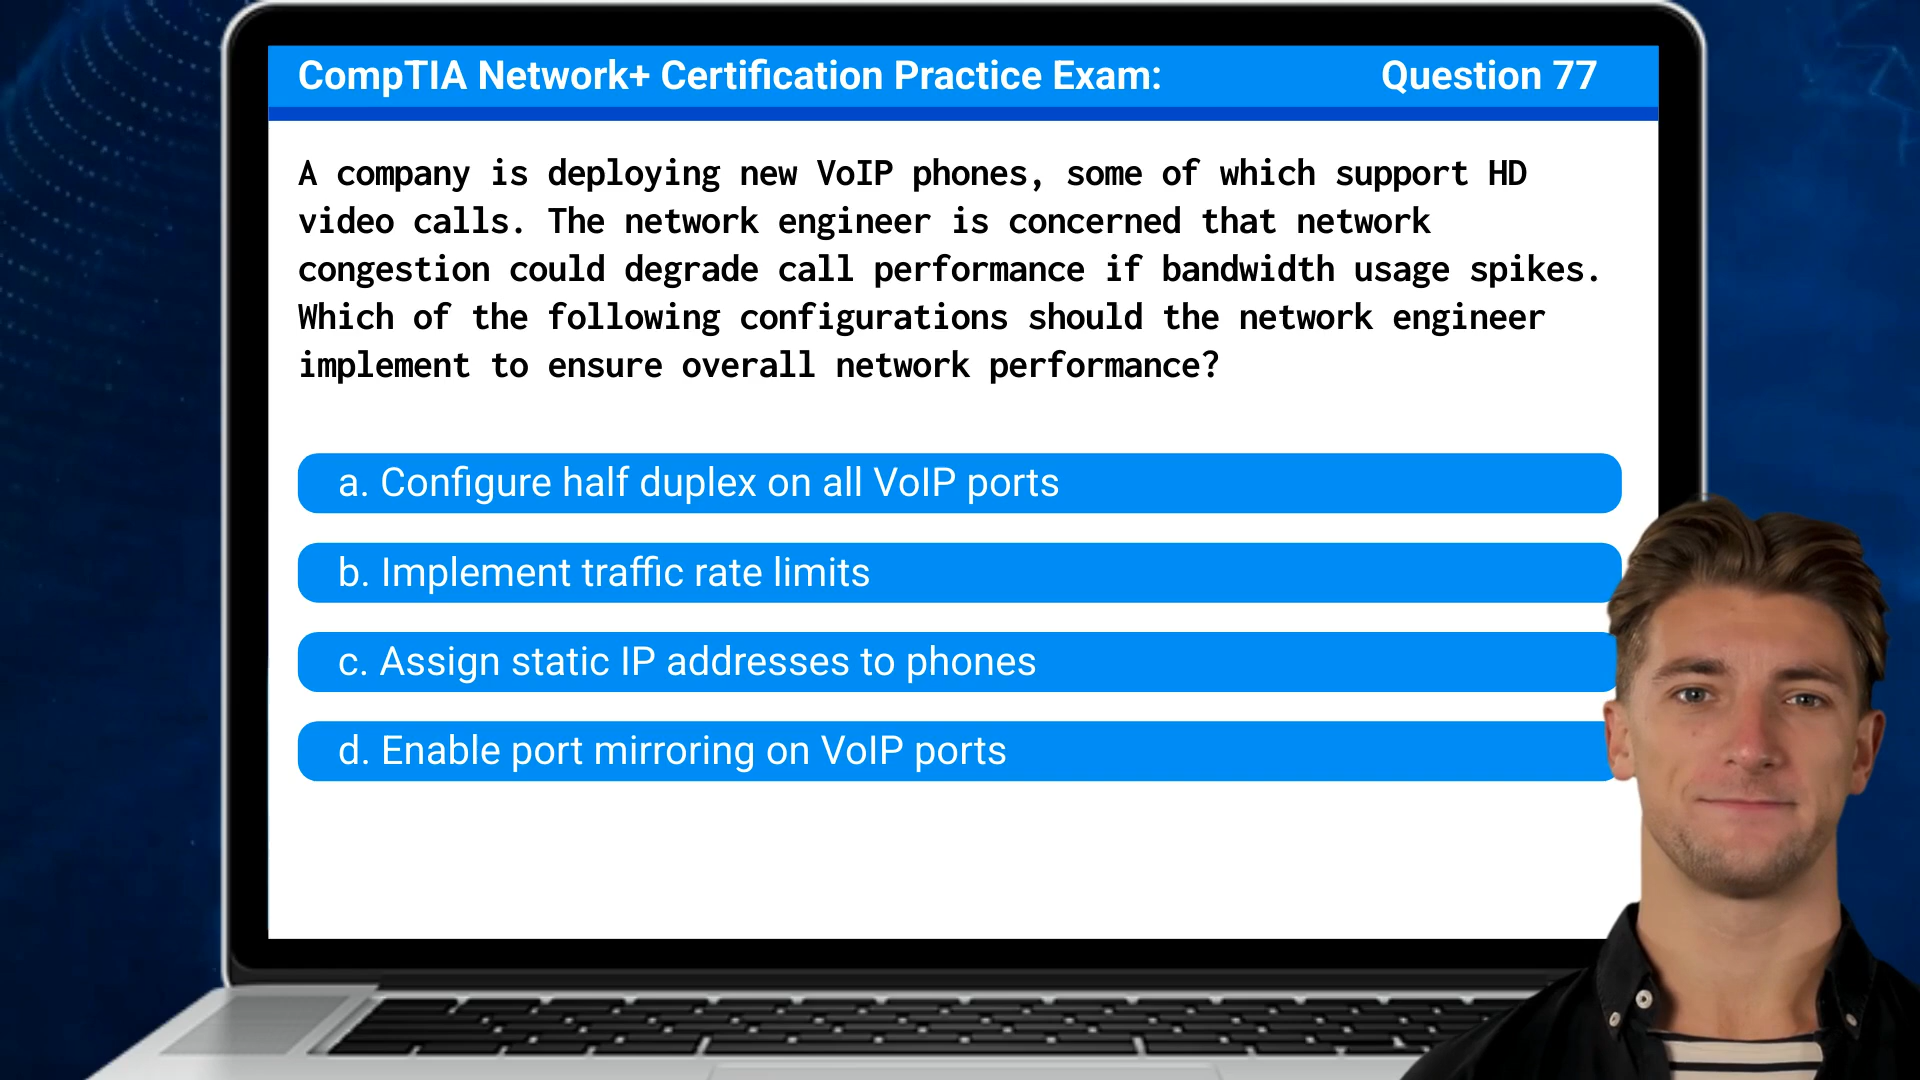 CompTIA Network+ Certification Practice Exam:
Question 77
A company is deploying new VoIP phones, some of which support HD
video calls. The network engineer is concerned that network
congestion could degrade call performance if bandwidth usage spikes.
Which of the following configurations should the network engineer
implement to ensure overall network performance?
a. Configure half duplex on all VoIP ports
b. Implement traffic rate limits
c. Assign static IP addresses to phones
d. Enable port mirroring on VoIP ports